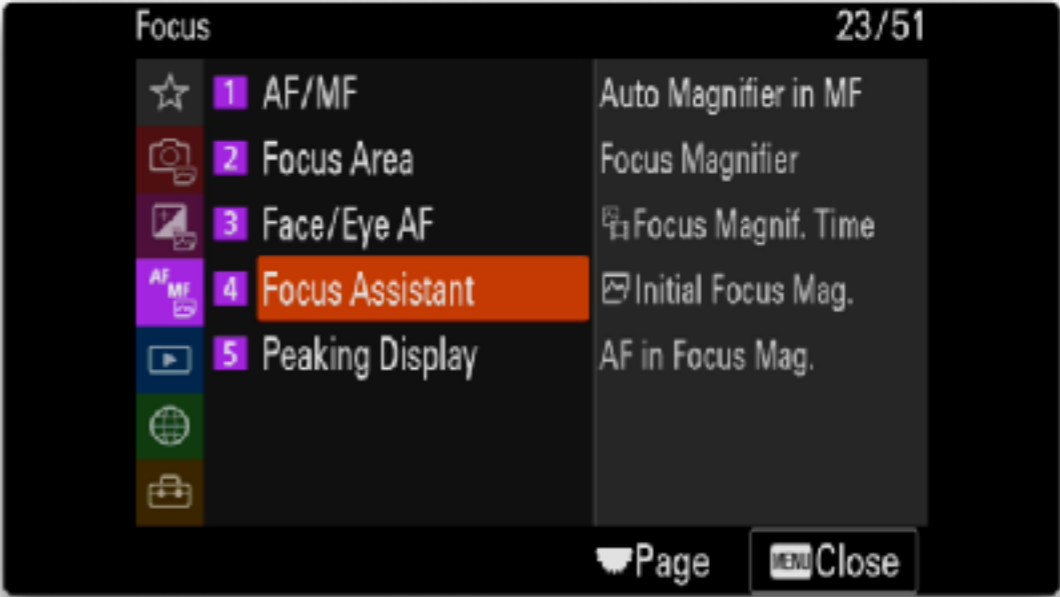 Focus 23/51
1 AF/MF
2 Focus Area
3 Face/Eye AF
AF MF
4 Focus Assistant
5 Peaking Display
Auto Magnifier in MF
Focus Magnifier
Focus Magnif. Time
Initial Focus Mag.
AF in Focus Mag.
Page
MENU Close